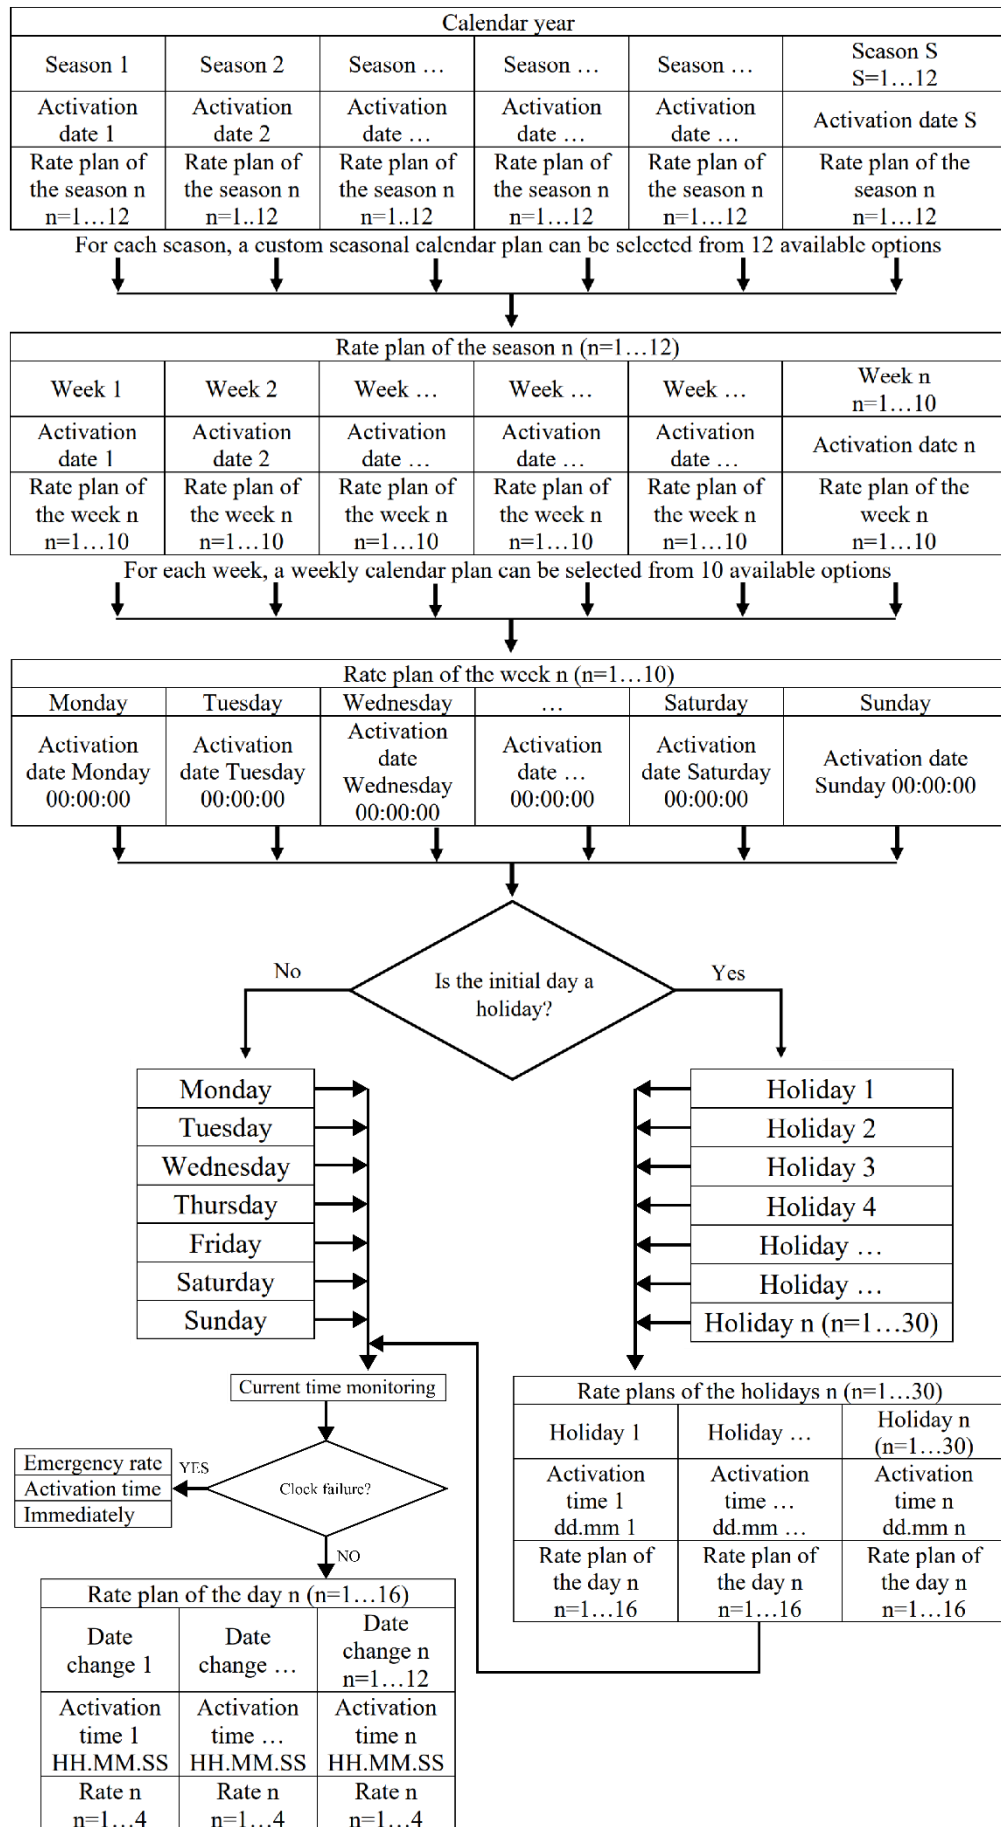 Calendar year
Season 1
Season 2
Season …
Season …
Season …
Season S
S=1…12
Activation
date 1
Activation
date 2
Activation
date …
Activation
date …
Activation
date …
Activation date S
Rate plan of
the season n
n=1…12
Rate plan of
the season n
n=1..12
Rate plan of
the season n
n=1..12
Rate plan of
the season n
n=1…12
Rate plan of
the season n
n=1…12
Rate plan of the
season n
n=1…12
For each season, a custom seasonal calendar plan can be selected from 12 available options
Rate plan of the season n (n=1…12)
Week 1
Week 2
Week …
Week …
Week …
Week n
n=1…10
Activation
date 1
Activation
date 2
Activation
date …
Activation
date …
Activation
date …
Activation date n
Rate plan of
the week n
n=1…10
Rate plan of
the week n
n=1…10
Rate plan of
the week n
n=1…10
Rate plan of
the week n
n=1…10
Rate plan of
the week n
n=1…10
Rate plan of the
week n
n=1…10
For each week, a weekly calendar plan can be selected from 10 available options
Rate plan of the week n (n=1…10)
Monday
Tuesday
Wednesday
…
Saturday
Sunday
Activation
date Monday
00:00:00
Activation
date Tuesday
00:00:00
Activation
date
Wednesday
00:00:00
Activation
date …
00:00:00
Activation
date Saturday
00:00:00
Activation date
Sunday 00:00:00
No
Is the initial day a
holiday?
Yes
Monday
Tuesday
Wednesday
Thursday
Friday
Saturday
Sunday
Holiday 1
Holiday 2
Holiday 3
Holiday 4
Holiday …
Holiday …
Holiday n (n=1…30)
Current time monitoring
Clock failure?
YES
Emergency rate
Activation time
Immediately
NO
Rate plans of the holidays n (n=1…30)
Holiday 1
Holiday …
Holiday n
(n=1…30)
Activation
time 1
dd.mm 1
Activation
time …
dd.mm …
Activation
time n
dd.mm n
Rate plan of
the day n
n=1…16
Rate plan of
the day n
n=1…16
Rate plan of
the day n
n=1…16
Rate plan of the day n (n=1…16)
Date
change 1
Date
change …
Date
change n
n=1…12
Activation
time 1
HH.MM.SS
Activation
time …
HH.MM.SS
Activation
time n
HH.MM.SS
Rate n
n=1…4
Rate n
n=1…4
Rate n
n=1…4